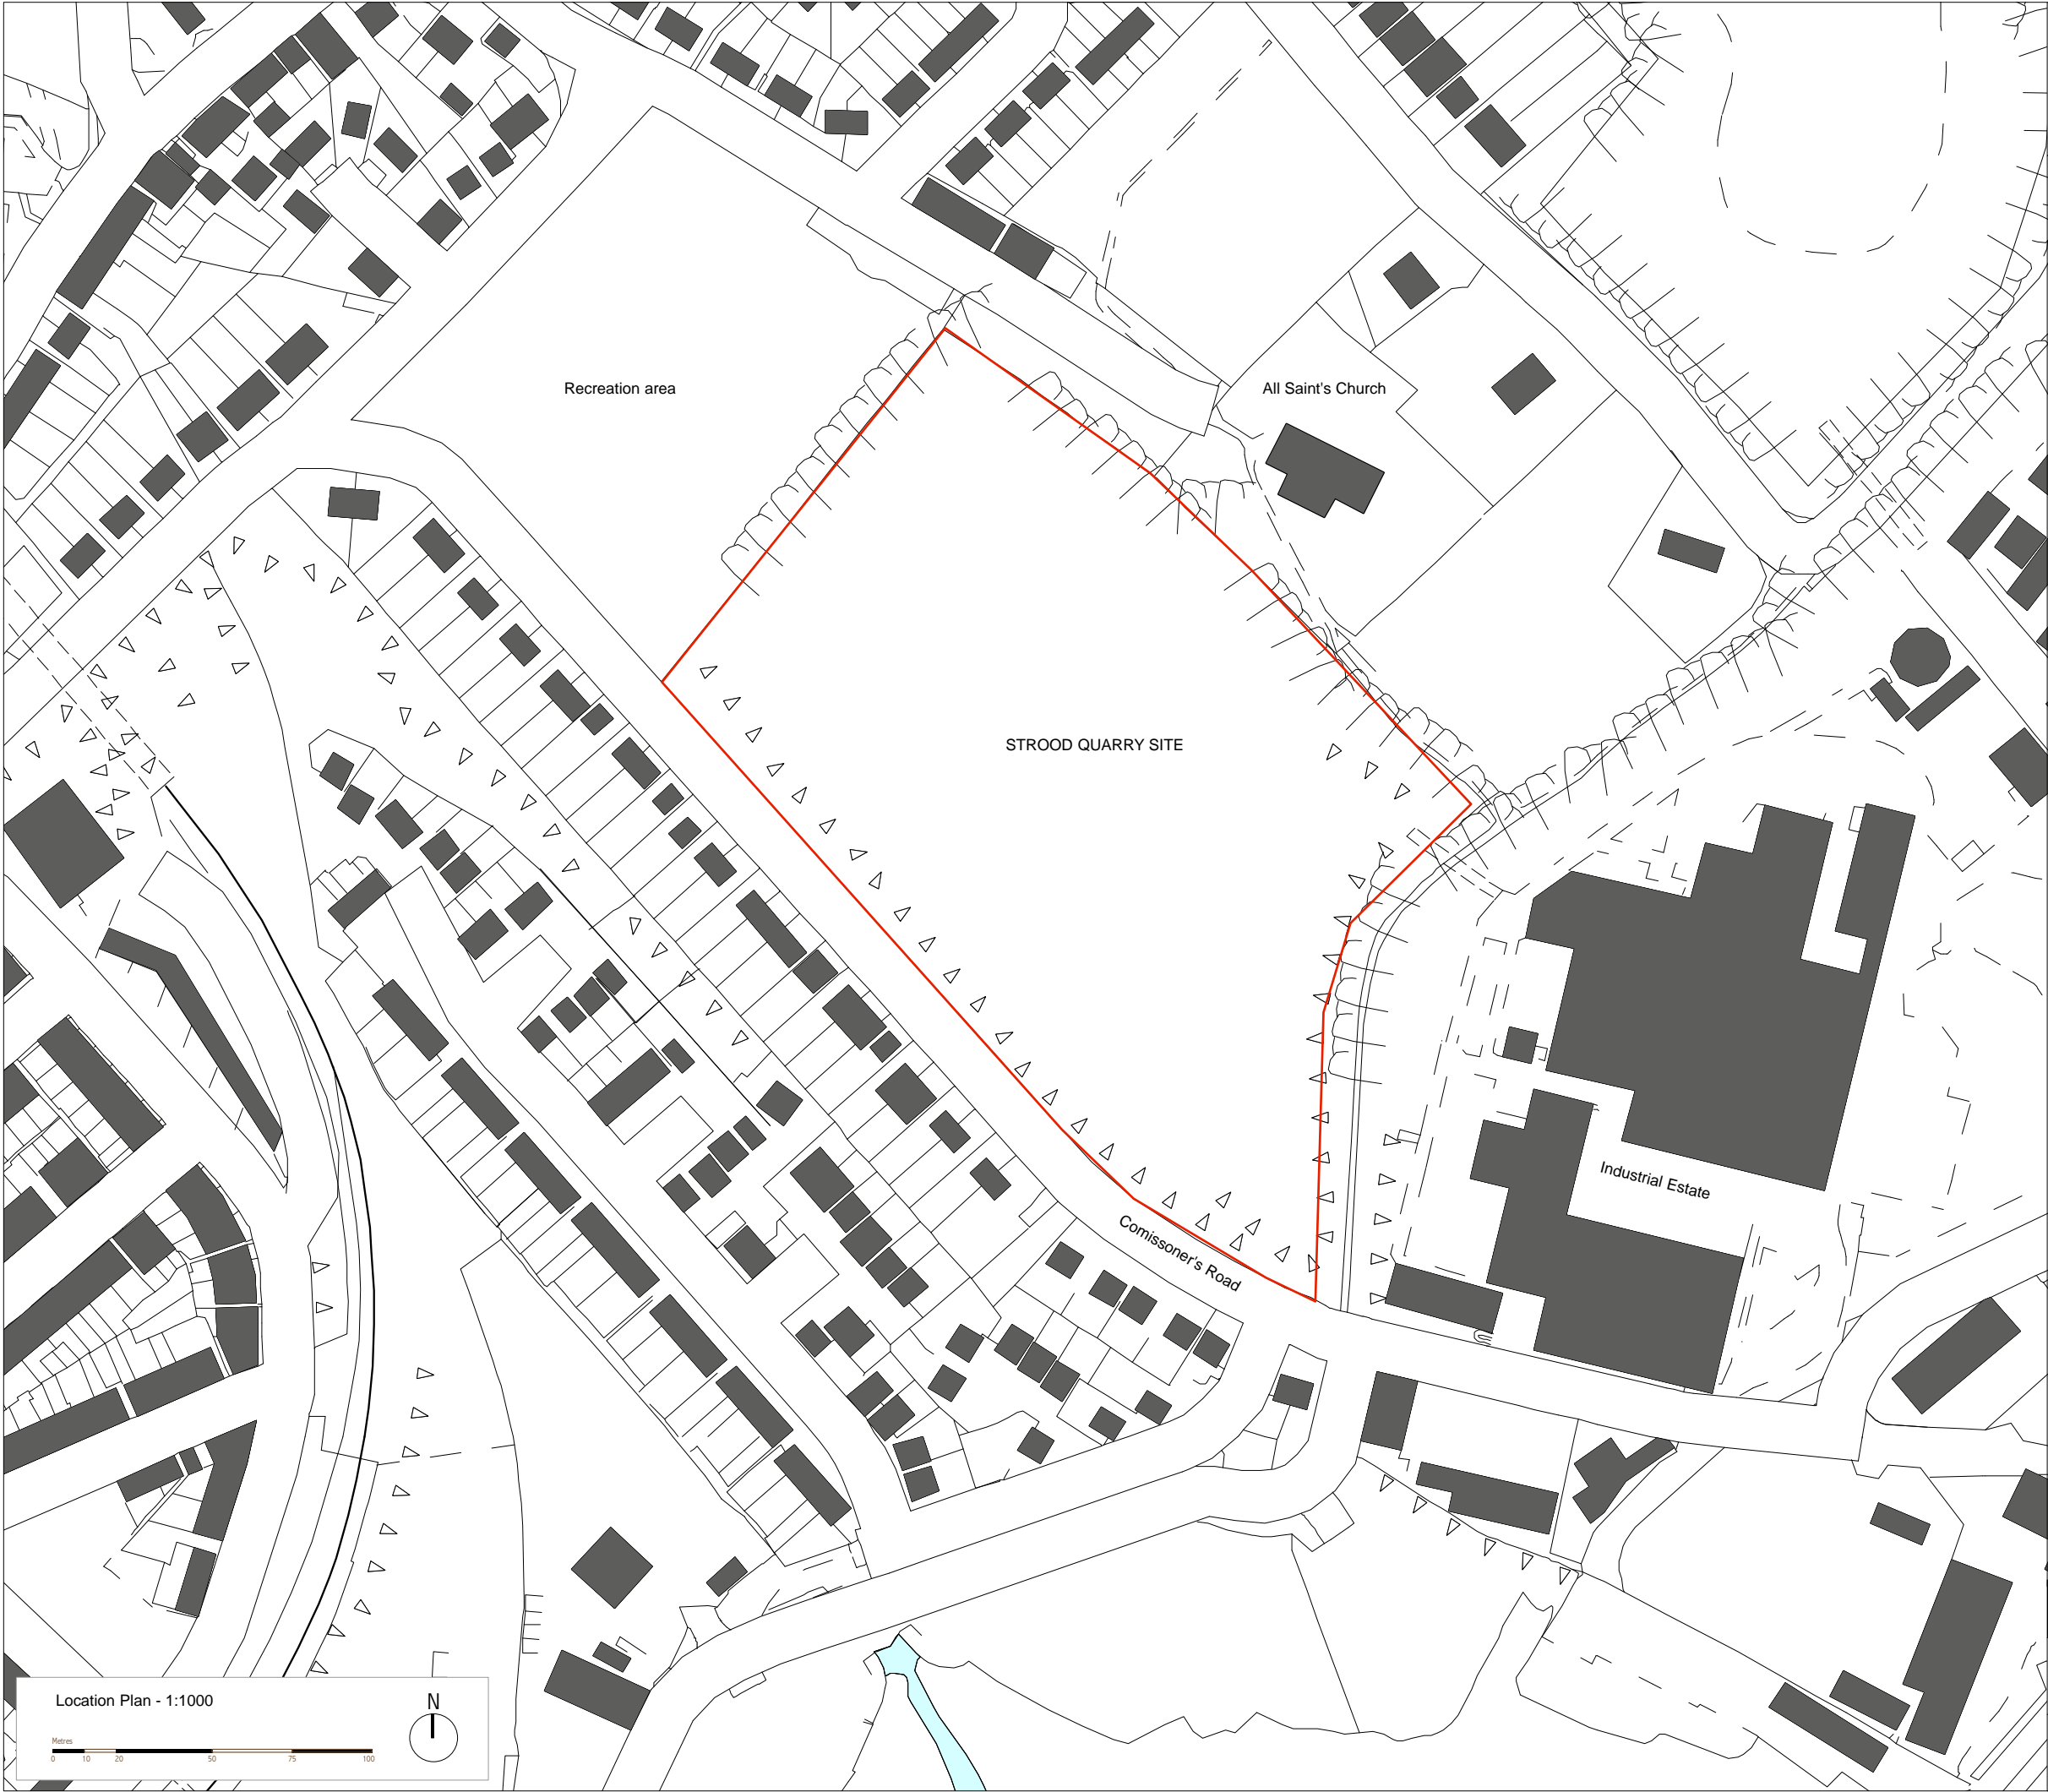 Recreation area
All Saint's Church
STROOD QUARRY SITE
Industrial Estate
Comissoner's Road
Location Plan - 1:1000
N
Metres
0 10 20 50 75 100